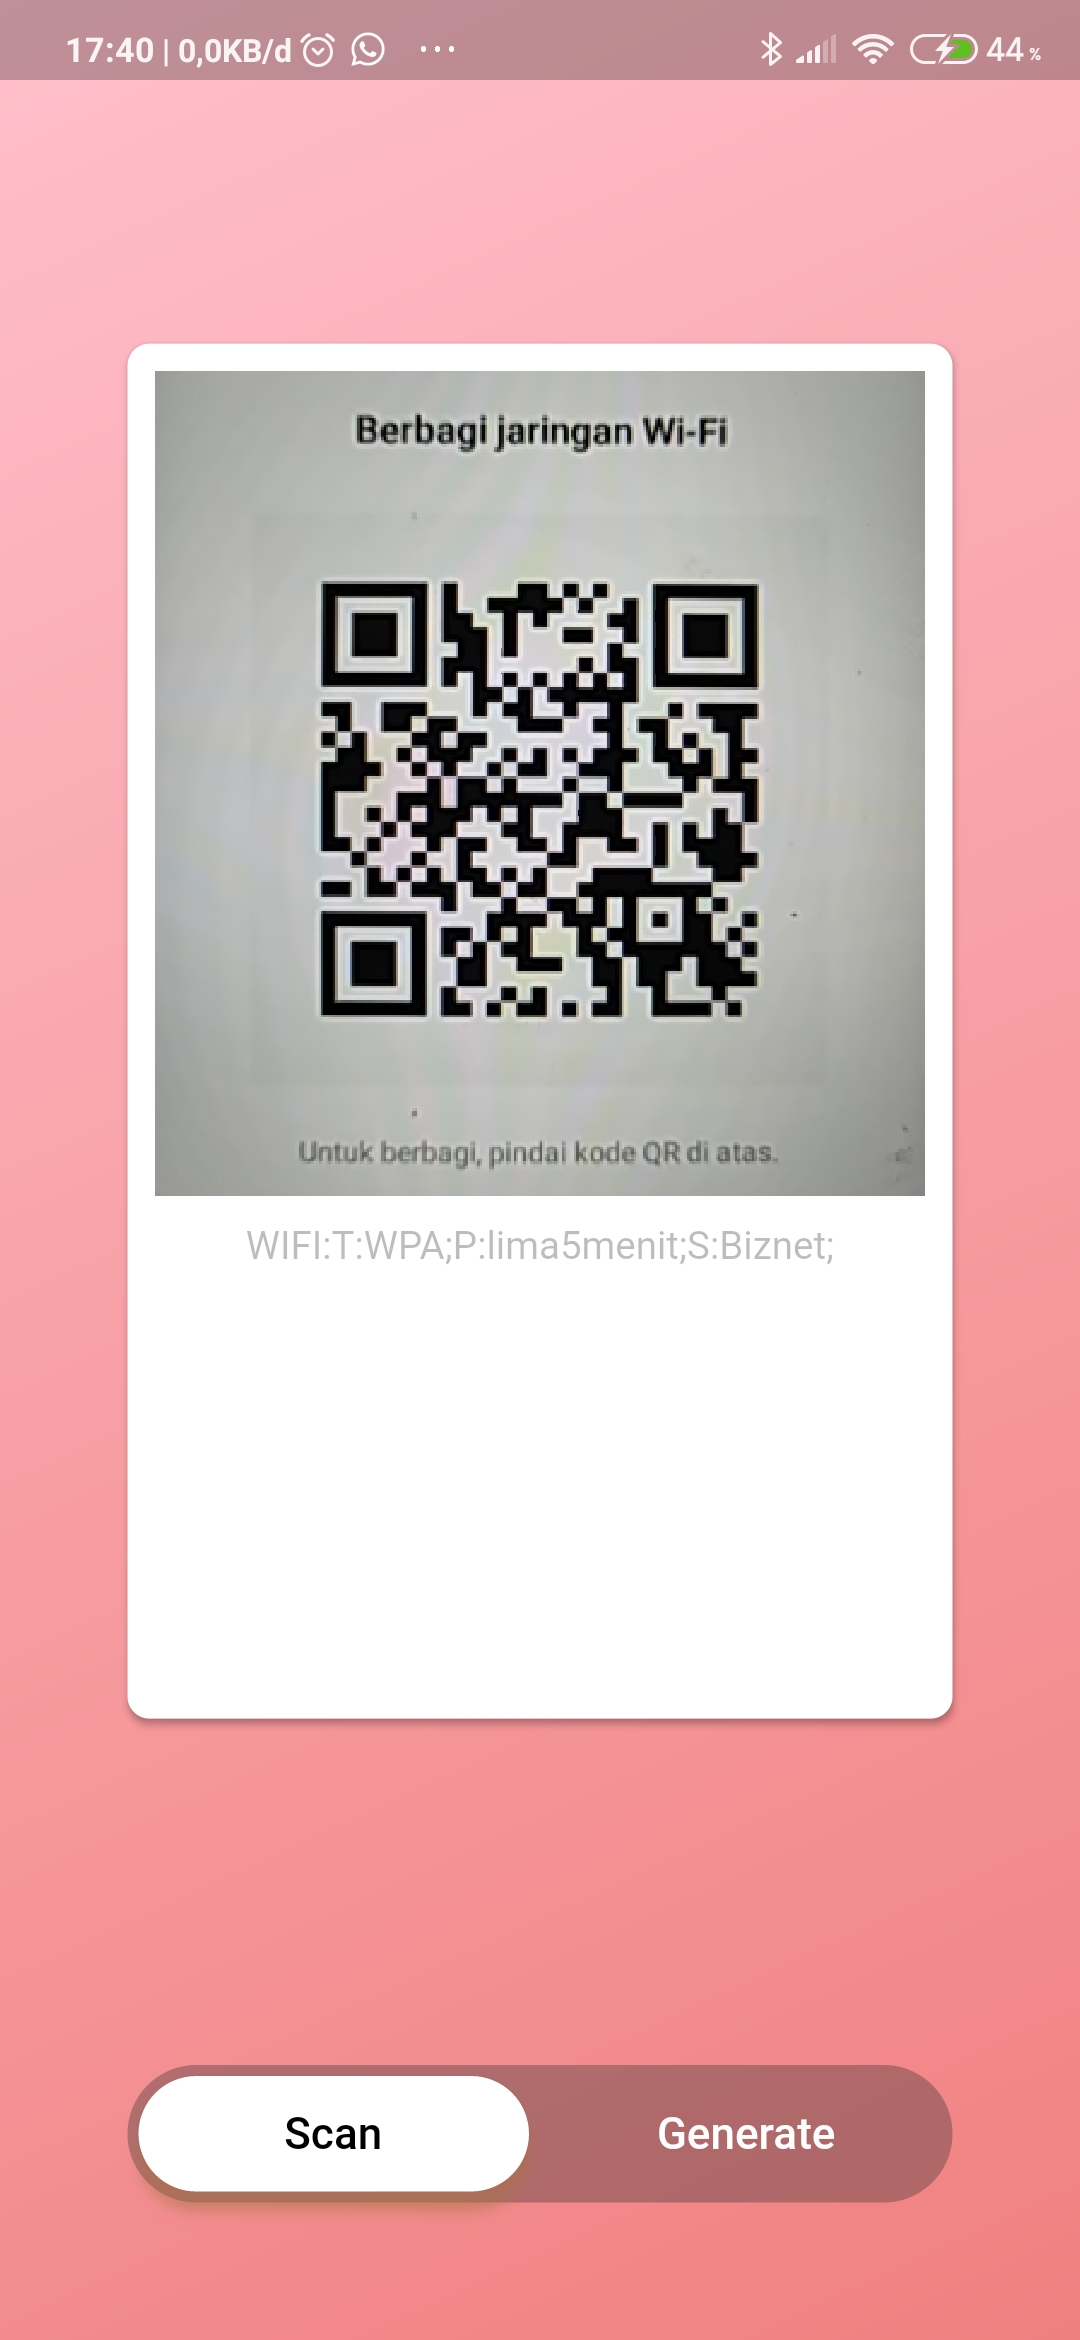 17:40 | 0,0KB/d ... 44 %
Berbagi jaringan Wi-Fi
Untuk berbagi, pindai kode QR di atas.
WIFI:T:WPA;P:lima5menit;S:Biznet;
Scan Generate